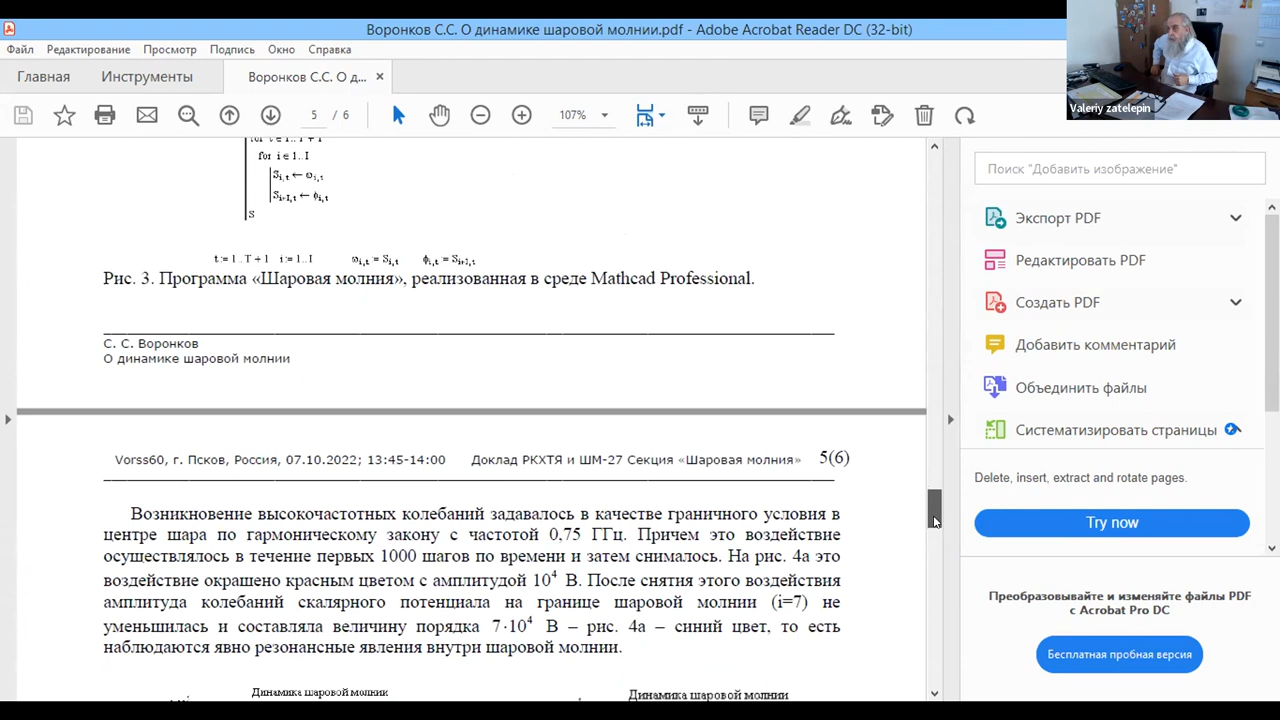 Воронков С.С. О динамике шаровой молнии.pdf - Adobe Acrobat Reader DC (32-bit)
Файл Редактирование Просмотр Подпись Окно Справка
Главная Инструменты Воронков С.С. О д... ×
5 / 6 107%
Valeriy zatelepin
for t ∈ 1.. T + 1
for i ∈ 1.. I
S i,t ← φ i,t
S
t := 1.. T + 1 i := 1.. I
Рис. 3. Программа «Шаровая молния», реализованная в среде Mathcad Professional.
С. С. Воронков
О динамике шаровой молнии
Vorss60, г. Псков, Россия, 07.10.2022; 13:45-14:00 Доклад РКХТЯ и ШМ-27 Секция «Шаровая молния» 5(6)
Возникновение высокочастотных колебаний задавалось в качестве граничного условия в
центре шара по гармоническому закону с частотой 0,75 ГГц. Причем это воздействие
осуществлялось в течение первых 1000 шагов по времени и затем снималось. На рис. 4а это
воздействие окрашено красным цветом с амплитудой 10⁴ В. После снятия этого воздействия
амплитуда колебаний скалярного потенциала на границе шаровой молнии (i=7) не
уменьшилась и составляла величину порядка 7·10⁴ В – рис. 4а – синий цвет, то есть
наблюдаются явно резонансные явления внутри шаровой молнии.
Динамика шаровой молнии Динамика шаровой молнии
Поиск "Добавить изображение"
Экспорт PDF
Редактировать PDF
Создать PDF
Добавить комментарий
Объединить файлы
Систематизировать страницы
Delete, insert, extract and rotate pages.
Try now
Преобразовывайте и изменяйте файлы PDF
с Acrobat Pro DC
Бесплатная пробная версия